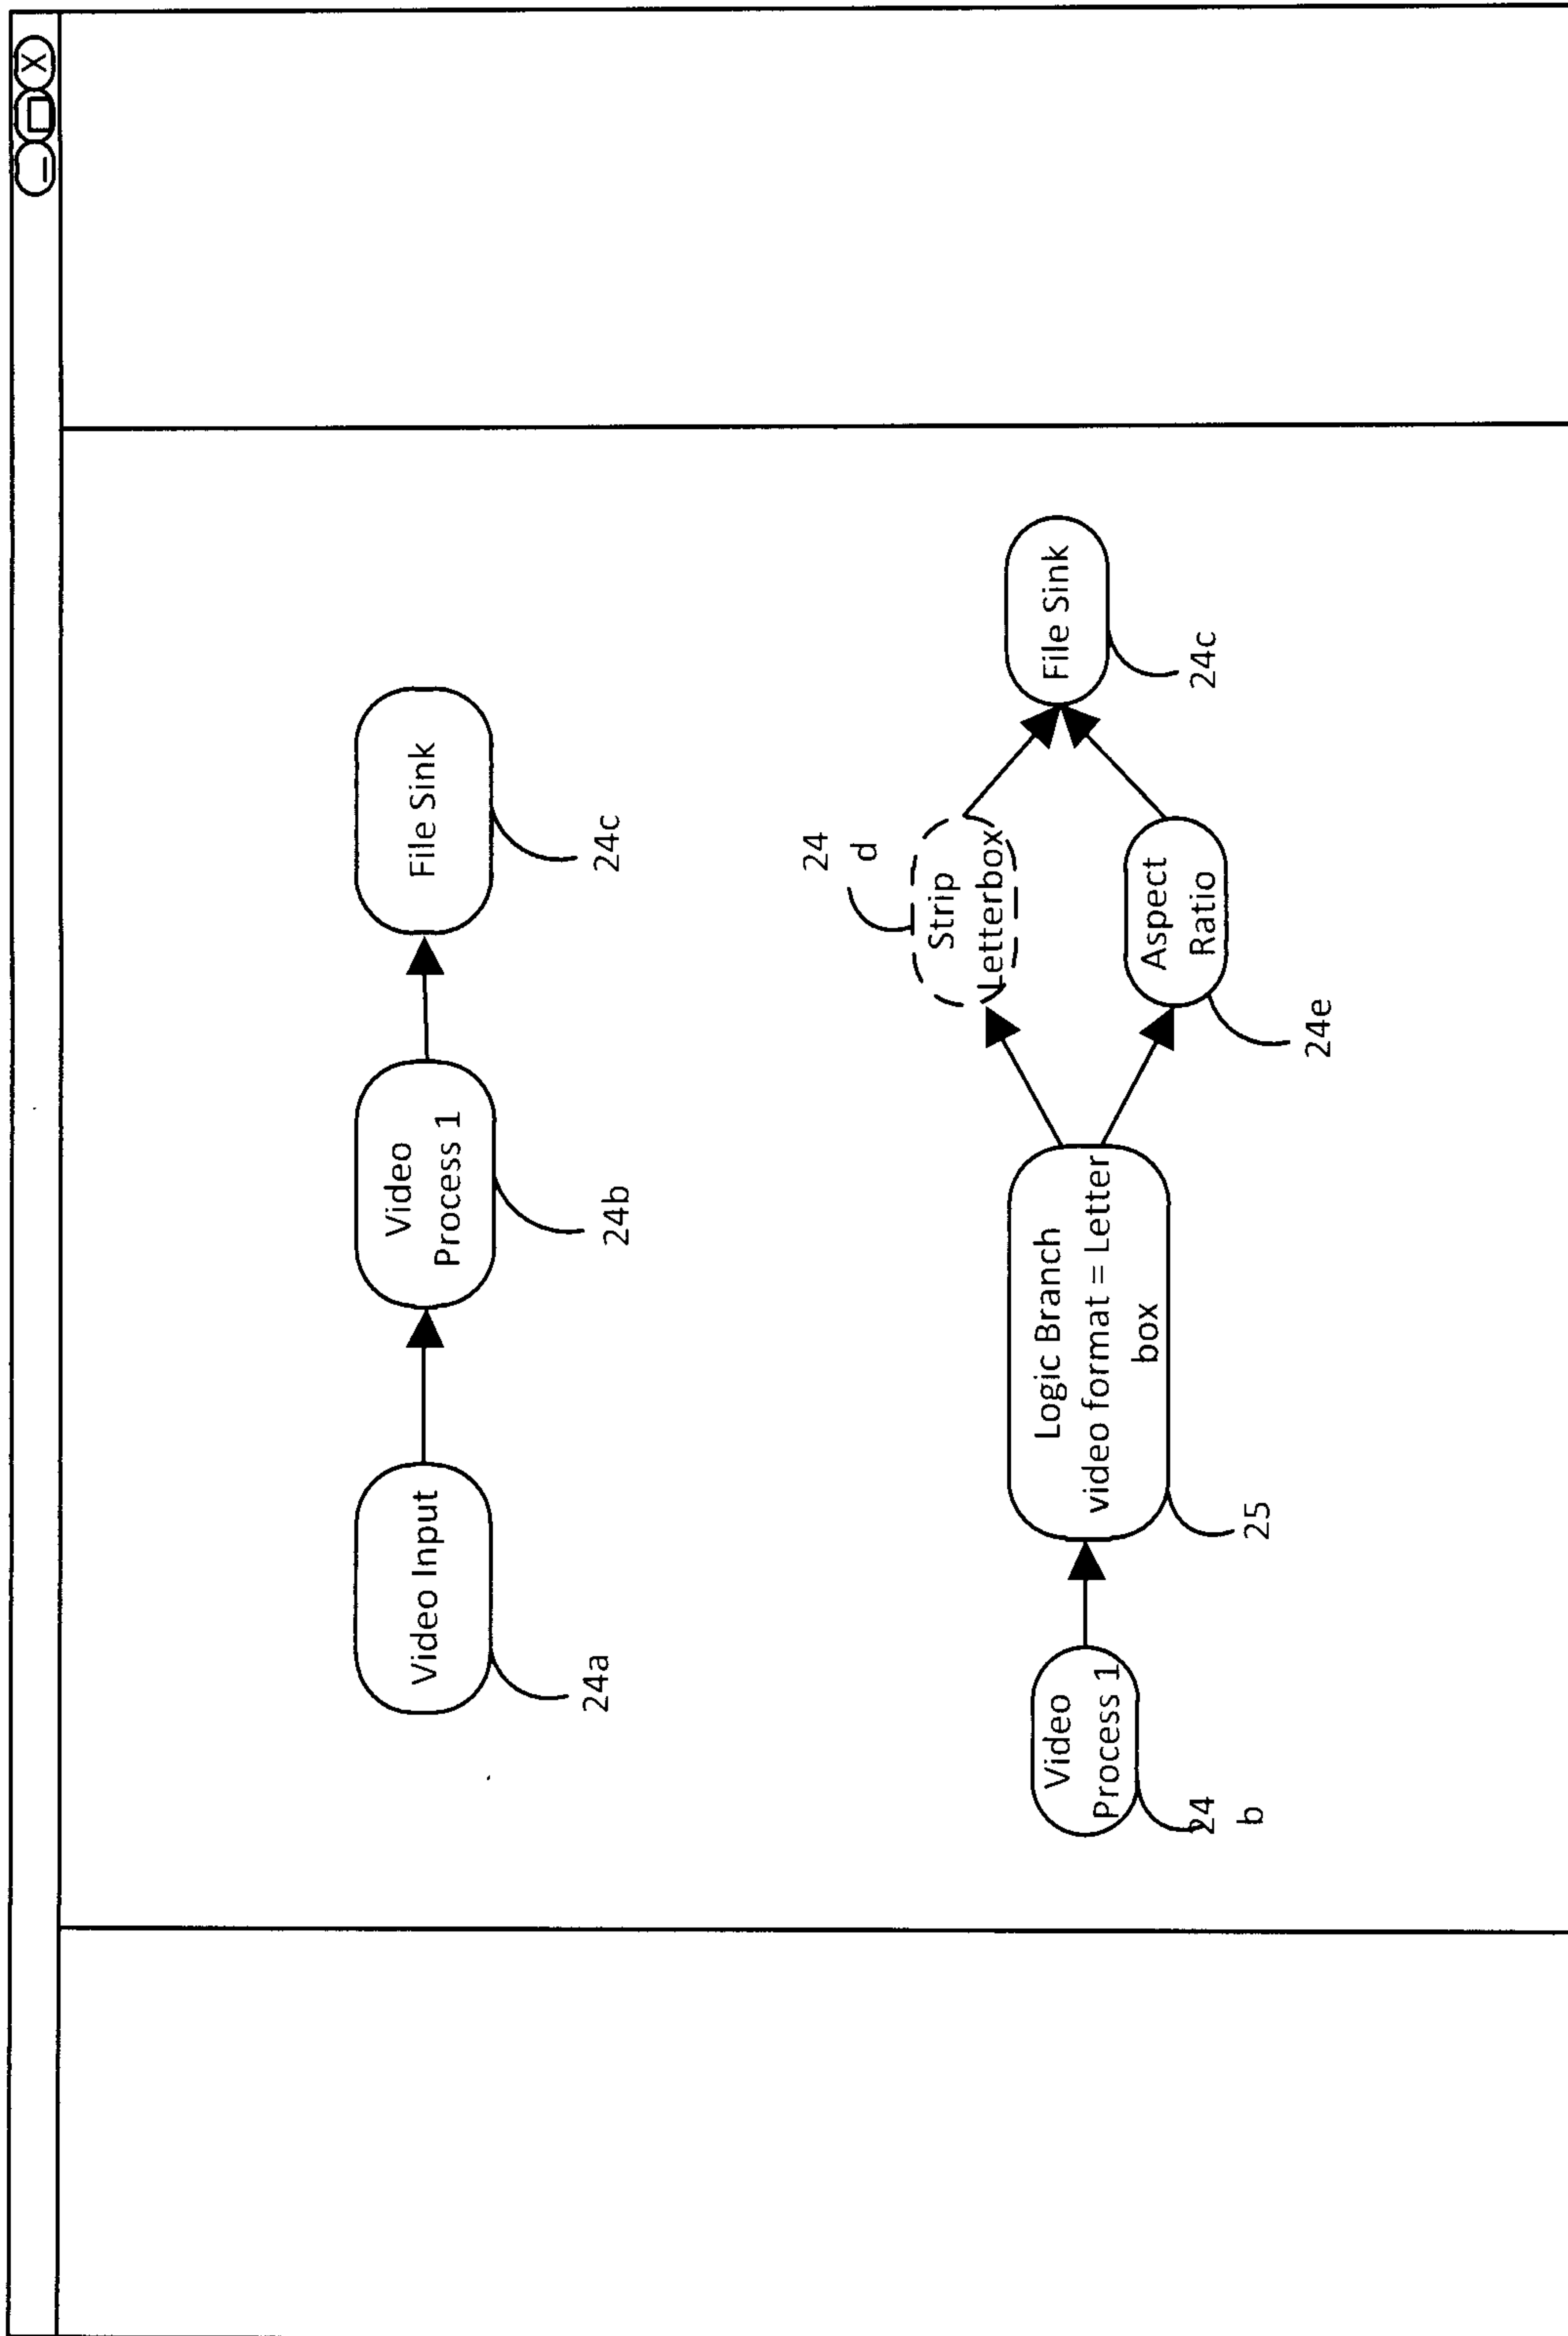 X
Video Input
24a
Video
Process 1
24b
File Sink
24c
Video
Process 1
24
b
Logic Branch
video format = Letter
box
25
24
d
Strip
Letterbox
Aspect
Ratio
24e
File Sink
24c